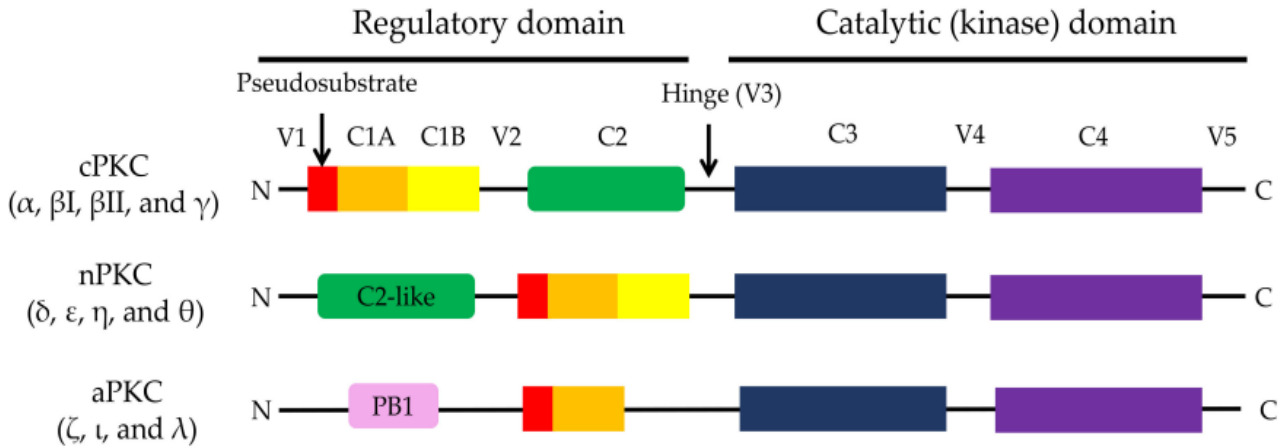 Regulatory domain
Catalytic (kinase) domain
Pseudosubstrate
Hinge (V3)
V1 C1A C1B V2 C2 C3 V4 C4 V5
cPKC
(α, βI, βII, and γ)
N C
nPKC
(δ, ε, η, and θ)
N C2-like C
aPKC
(ζ, ι, and λ)
N PB1 C